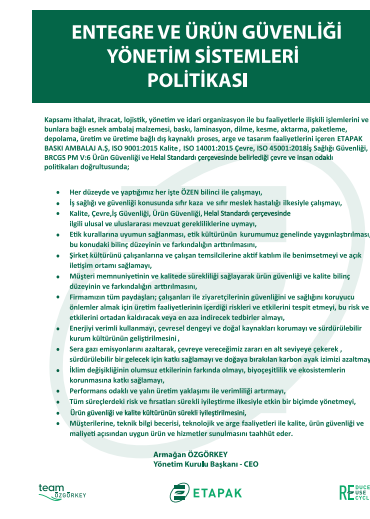 ENTEGRE VE ÜRÜN GÜVENLİĞİ
YÖNETİM SİSTEMLERİ
POLİTİKASI
Kapsamı ithalat, ihracat, lojistik, yönetim ve idari organizasyon ile bu faaliyetlerle ilişkili işlemlerini ve
bunlara bağlı esnek ambalaj malzemesi, baskı, laminasyon, dilme, kesme, aktarma, paketleme,
depolama, üretim ve üretime bağlı dış kaynaklı proses, arge ve tasarım faaliyetlerini içeren ETAPAK
BASKI AMBALAJ A.Ş, ISO 9001:2015 Kalite , ISO 14001:2015 Çevre, ISO 45001:2018İş Sağlığı Güvenliği,
BRCGS PM V:6 Ürün Güvenliği ve Helal Standardı çerçevesinde belirlediği çevre ve insan odaklı
politikaları doğrultusunda;
• Her düzeyde ve yaptığımız her işte ÖZEN bilinci ile çalışmayı,
• İş sağlığı ve güvenliği konusunda sıfır kaza ve sıfır meslek hastalığı ilkesiyle çalışmayı,
• Kalite, Çevre,İş Güvenliği, Ürün Güvenliği, Helal Standardı çerçevesinde
ilgili ulusal ve uluslararası mevzuat gerekliliklerine uymayı,
• Etik kurallarına uyumun sağlanması, etik kültürünün kurumumuz genelinde yaygınlaştırılması,
bu konudaki bilinç düzeyinin ve farkındalığın arttırılmasını,
• Şirket kültürünü çalışanlarına ve çalışan temsilcilerine aktif katılım ile benimsetmeyi ve açık
iletişim ortamı sağlamayı,
• Müşteri memnuniyetinin ve kalitede sürekliliği sağlayarak ürün güvenliği ve kalite bilinç
düzeyinin ve farkındalığın arttırılmasını,
• Firmamızın tüm paydaşları; çalışanları ile ziyaretçilerinin güvenliğini ve sağlığını koruyucu
önlemler almak için üretim faaliyetlerinin içerdiği riskleri ve etkilerini tespit etmeyi, bu risk ve
etkilerini ortadan kaldıracak veya en aza indirecek tedbirler almayı,
• Enerjiyi verimli kullanmayı, çevresel dengeyi ve doğal kaynakları korumayı ve sürdürülebilir
kurum kültürünün geliştirilmesini ,
• Sera gazı emisyonlarını azaltarak, çevreye vereceğimiz zararı en alt seviyeye çekerek ,
sürdürülebilir bir gelecek için katkı sağlamayı ve doğaya bırakılan karbon ayak izimizi azaltmayı
• İklim değişikliğinin olumsuz etkilerinin farkında olmayı, biyoçeşitlilik ve ekosistemlerin
korunmasına katkı sağlamayı,
• Performans odaklı ve yalın üretim yaklaşımı ile verimliliği artırmayı,
• Tüm süreçlerdeki risk ve fırsatları sürekli iyileştirme ilkesiyle etkin bir biçimde yönetmeyi,
• Ürün güvenliği ve kalite kültürünün sürekli iyileştirilmesini,
• Müşterilerine, teknik bilgi becerisi, teknolojik ve arge faaliyetleri ile kalite, ürün güvenliği ve
maliyeti açısından uygun ürün ve hizmetler sunulmasını taahhüt eder.
Armağan ÖZGÖRKEY
Yönetim Kurulu Başkanı - CEO
team
ÖZGÖRKEY
ETAPAK
REDUCE
USE
CYCL